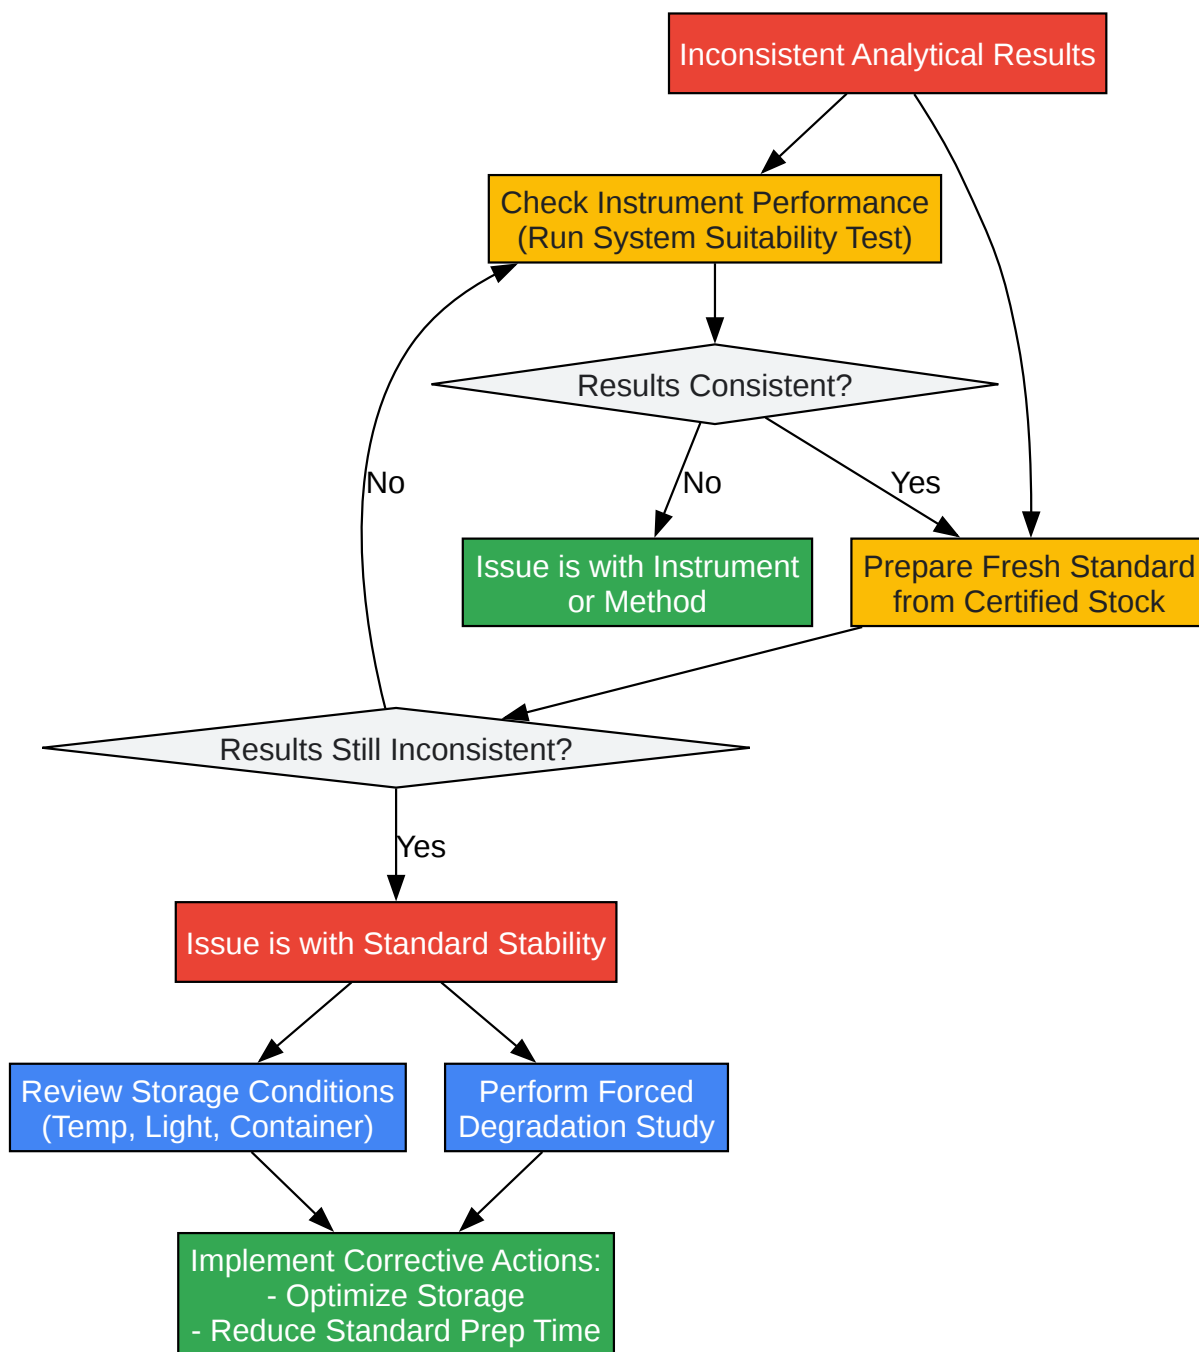 Inconsistent Analytical Results
Check Instrument Performance
(Run System Suitability Test)
Results Consistent?
No
No
Yes
Issue is with Instrument
or Method
Prepare Fresh Standard
from Certified Stock
Results Still Inconsistent?
Yes
Issue is with Standard Stability
Review Storage Conditions
(Temp, Light, Container)
Perform Forced
Degradation Study
Implement Corrective Actions:
- Optimize Storage
- Reduce Standard Prep Time